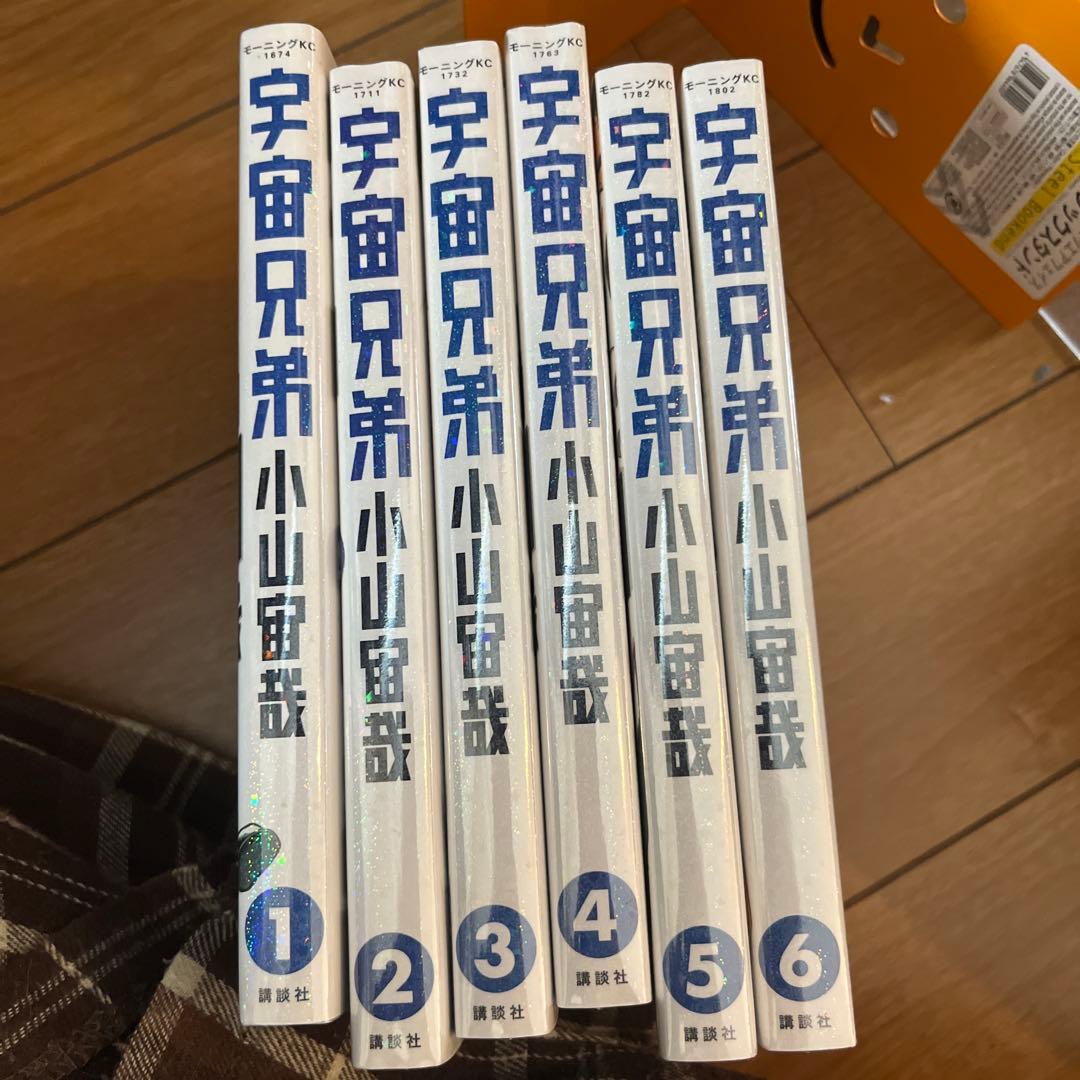 モーニングKC
1674
宇宙兄弟
小山宙哉
1
講談社
モーニングKC
1711
宇宙兄弟
小山宙哉
2
講談社
モーニングKC
1732
宇宙兄弟
小山宙哉
3
講談社
モーニングKC
1763
宇宙兄弟
小山宙哉
4
講談社
モーニングKC
1782
宇宙兄弟
小山宙哉
5
講談社
モーニングKC
1802
宇宙兄弟
小山宙哉
6
講談社
Steel